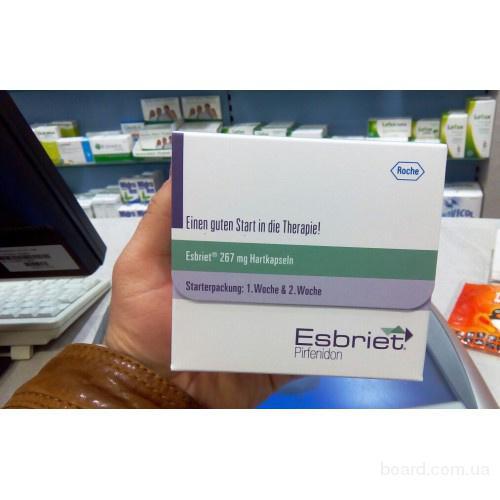 Roche
Einen guten Start in die Therapie!
Esbriet® 267 mg Hartkapseln
Starterpackung: 1. Woche & 2. Woche
Esbriet®
Pirfenidon
board.com.ua